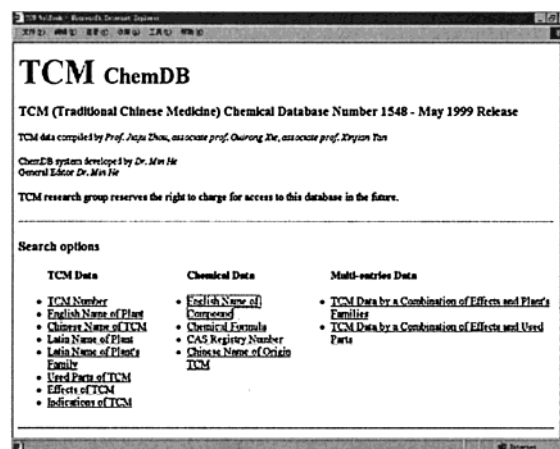 TCM ChemDB
TCM (Traditional Chinese Medicine) Chemical Database Number 1548 - May 1999 Release
TCM data compiled by Prof. Jiaju Zhou, associate prof. Guirong Xie, associate prof. Xinjian Yan
ChemDB system developed by Dr. Min He
General Editor Dr. Min He
TCM research group reserves the right to charge for access to this database in the future.
Search options
TCM Data
TCM Number
English Name of Plant
Chinese Name of TCM
Latin Name of Plant
Latin Name of Plant's
Family
Used Parts of TCM
Effects of TCM
Indications of TCM
Chemical Data
English Name of
Compound
Chemical Formula
CAS Registry Number
Chinese Name of Origin
TCM
Multi-entries Data
TCM Data by a Combination of Effects and Plant's
Families
TCM Data by a Combination of Effects and Used
Parts
Internet